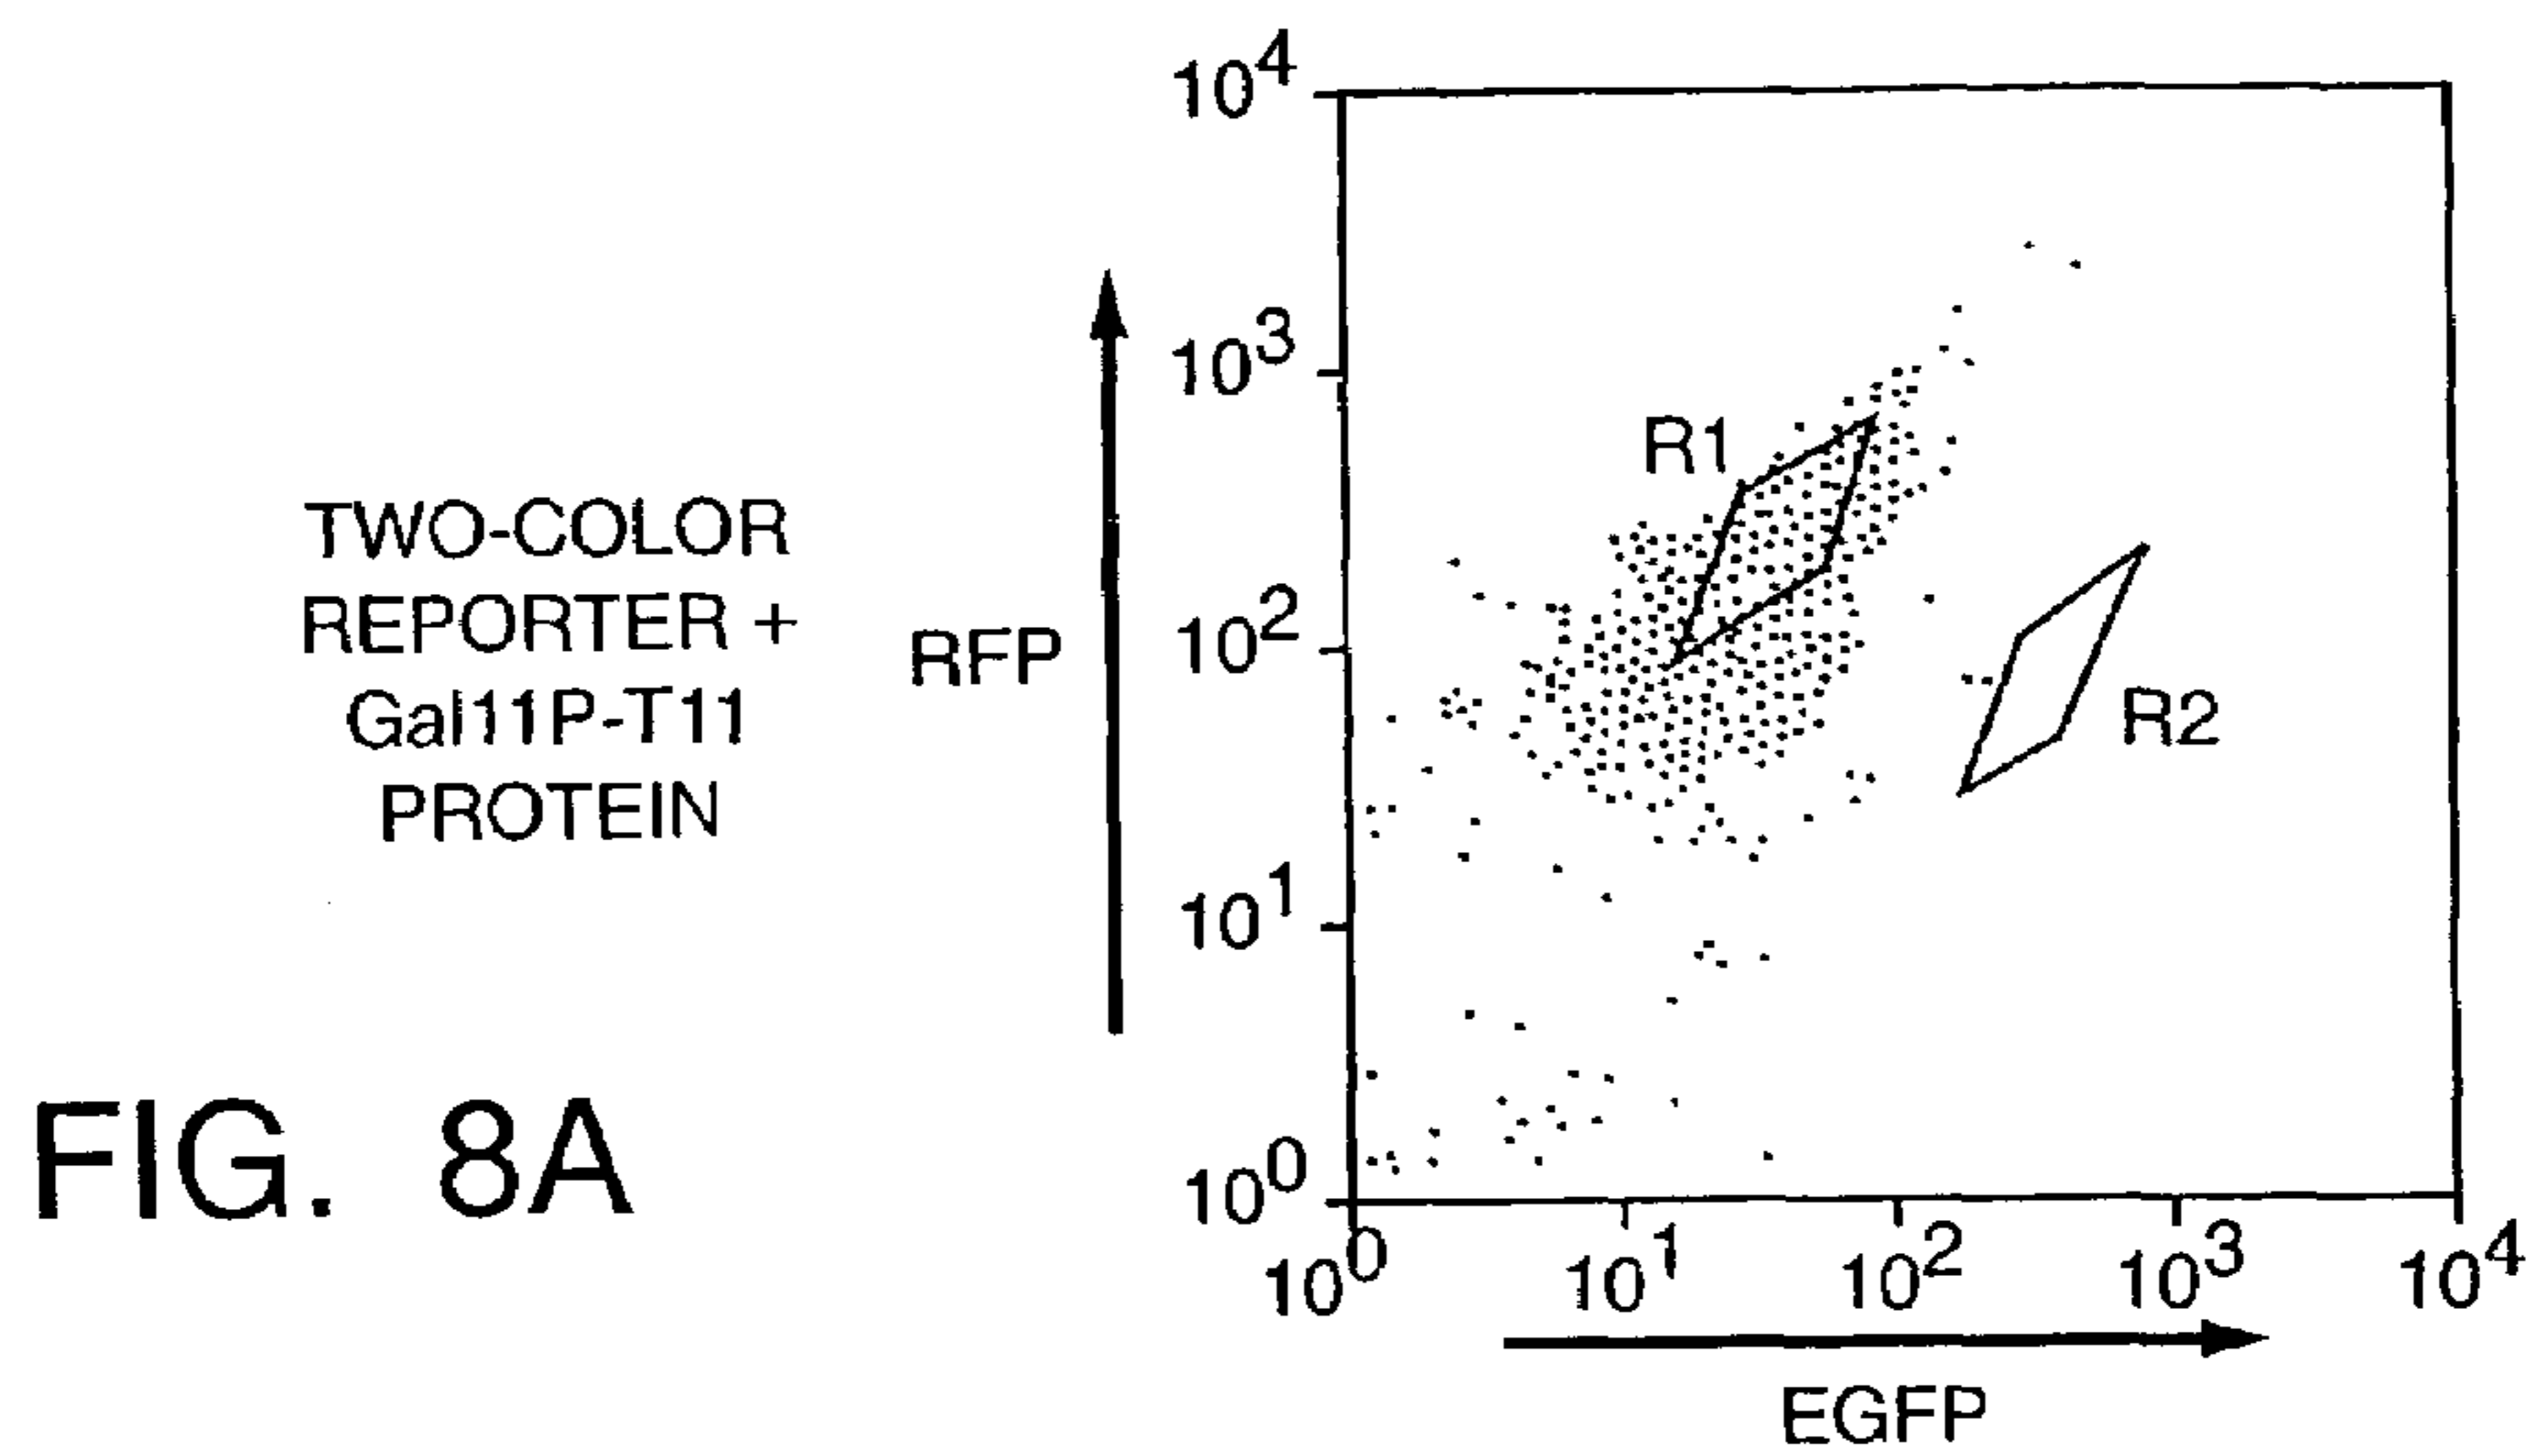 TWO-COLOR
REPORTER +
Gal11P-T11
PROTEIN
RFP
10^4
10^3
10^2
10^1
10^0
R1
R2
10^0 10^1 10^2 10^3 10^4
EGFP
FIG. 8A